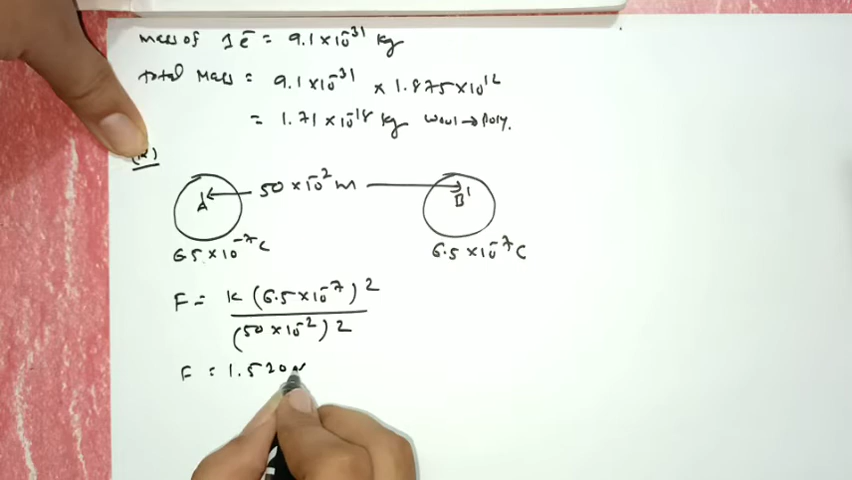 mass of 1 e⁻ = 9.1×10⁻³¹ kg
total mass = 9.1×10⁻³¹ × 1.875×10¹²
= 1.71×10⁻¹⁸ kg wool → Poly.
A 50×10⁻² m B
6.5×10⁻⁷ C 6.5×10⁻⁷ C
F = k (6.5×10⁻⁷)²
(50×10⁻²)²
F = 1.520